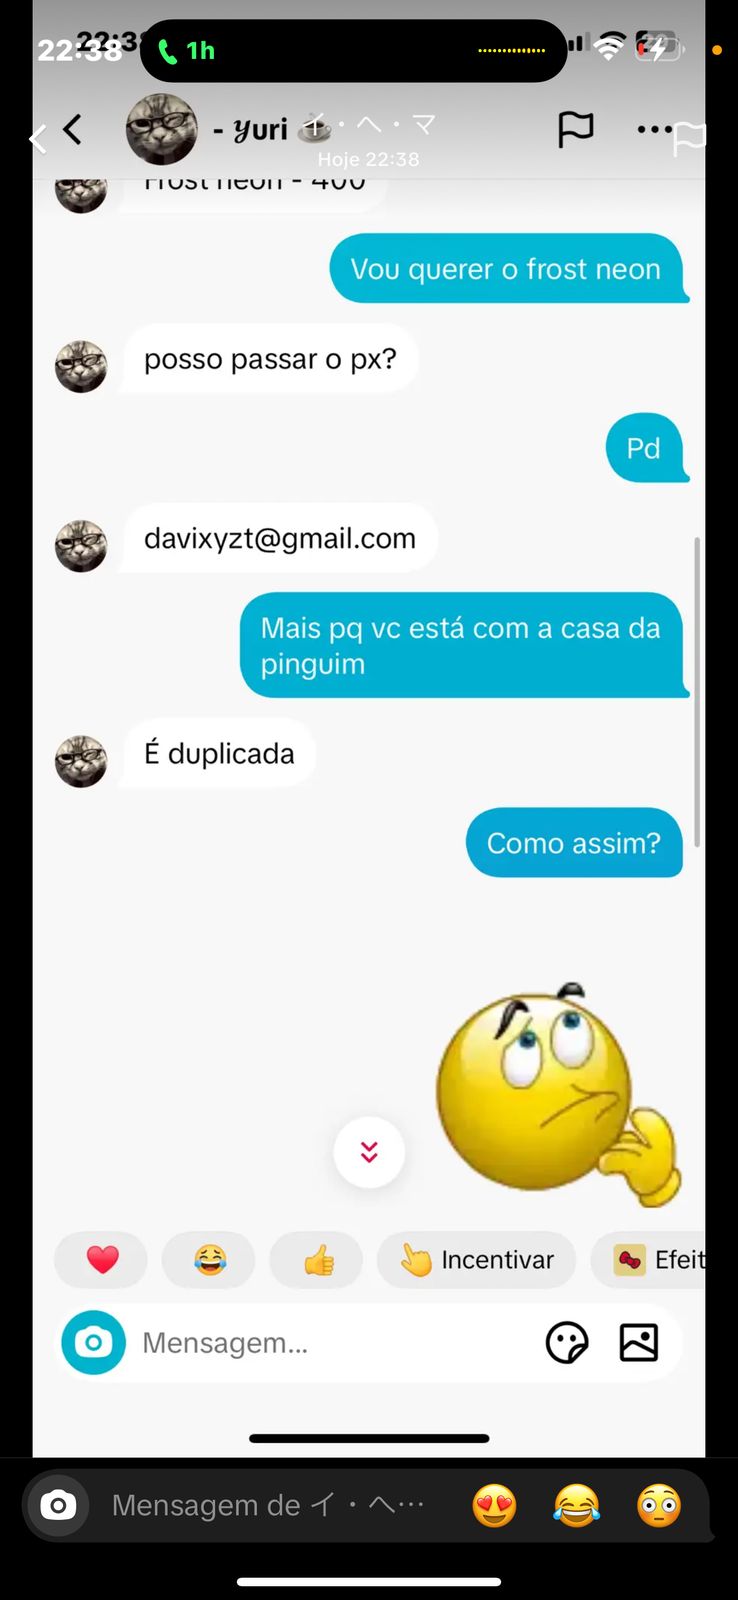 22:38
1h
- Yuri ☕
イ・ヘ・マ
Hoje 22:38
Frost neon - 400
Vou querer o frost neon
posso passar o px?
Pd
davixyzt@gmail.com
Mais pq vc está com a casa da
pinguim
É duplicada
Como assim?
Incentivar
Efeit
Mensagem...
Mensagem de イ・ヘ…